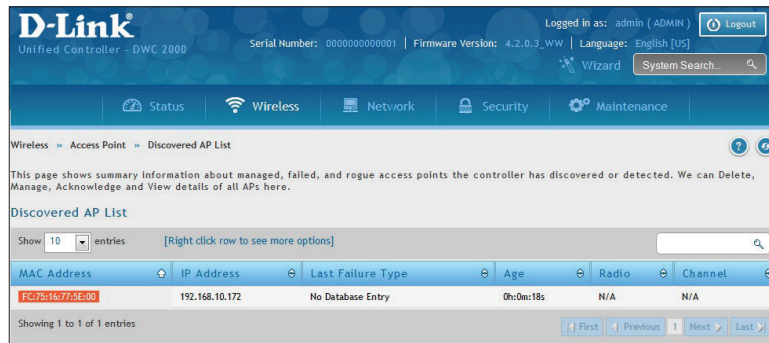 D-Link
Logged in as: admin ( ADMIN ) Logout
Unified Controller - DWC 2000
Serial Number: 0000000000001 | Firmware Version: 4.2.0.3_WW | Language: English [US]
Wizard System Search...
Status Wireless Network Security Maintenance
Wireless » Access Point » Discovered AP List
This page shows summary information about managed, failed, and rogue access points the controller has discovered or detected. We can Delete,
Manage, Acknowledge and View details of all APs here.
Discovered AP List
Show 10 entries [Right click row to see more options]
MAC Address IP Address Last Failure Type Age Radio Channel
FC:75:16:77:5E:00 192.168.10.172 No Database Entry 0h:0m:18s N/A N/A
Showing 1 to 1 of 1 entries First Previous 1 Next Last